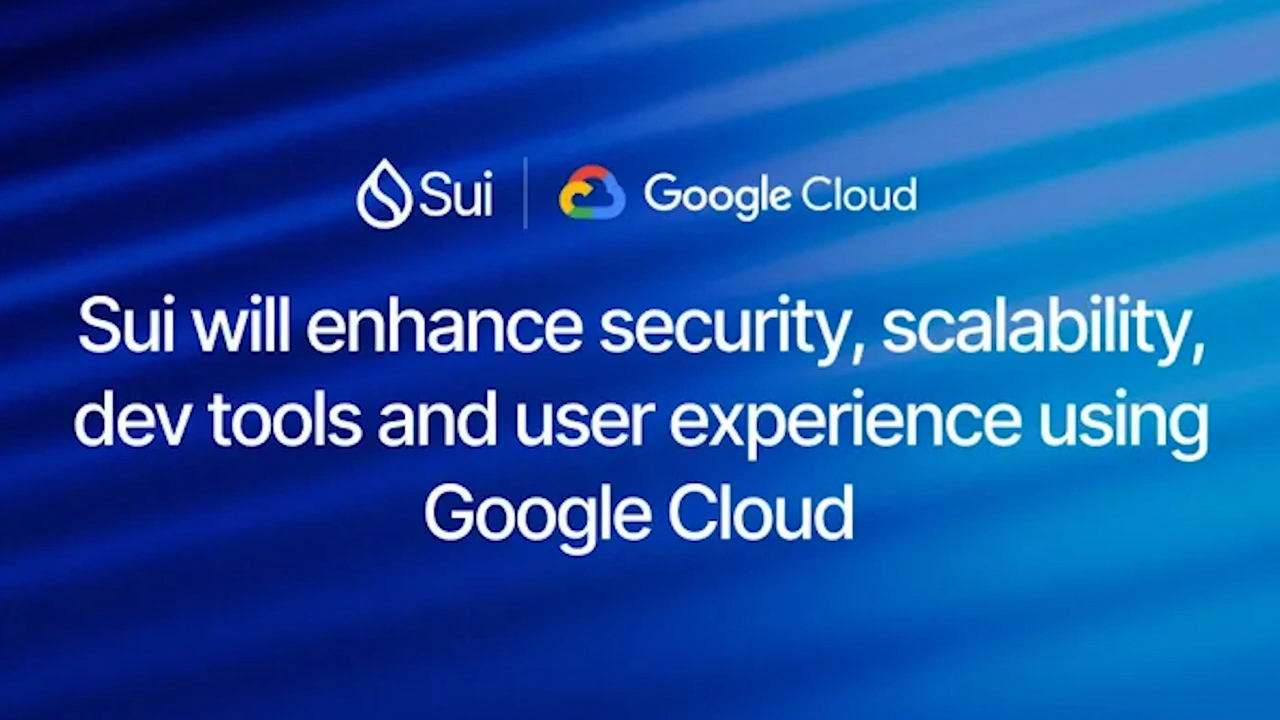 Sui | Google Cloud
Sui will enhance security, scalability,
dev tools and user experience using
Google Cloud